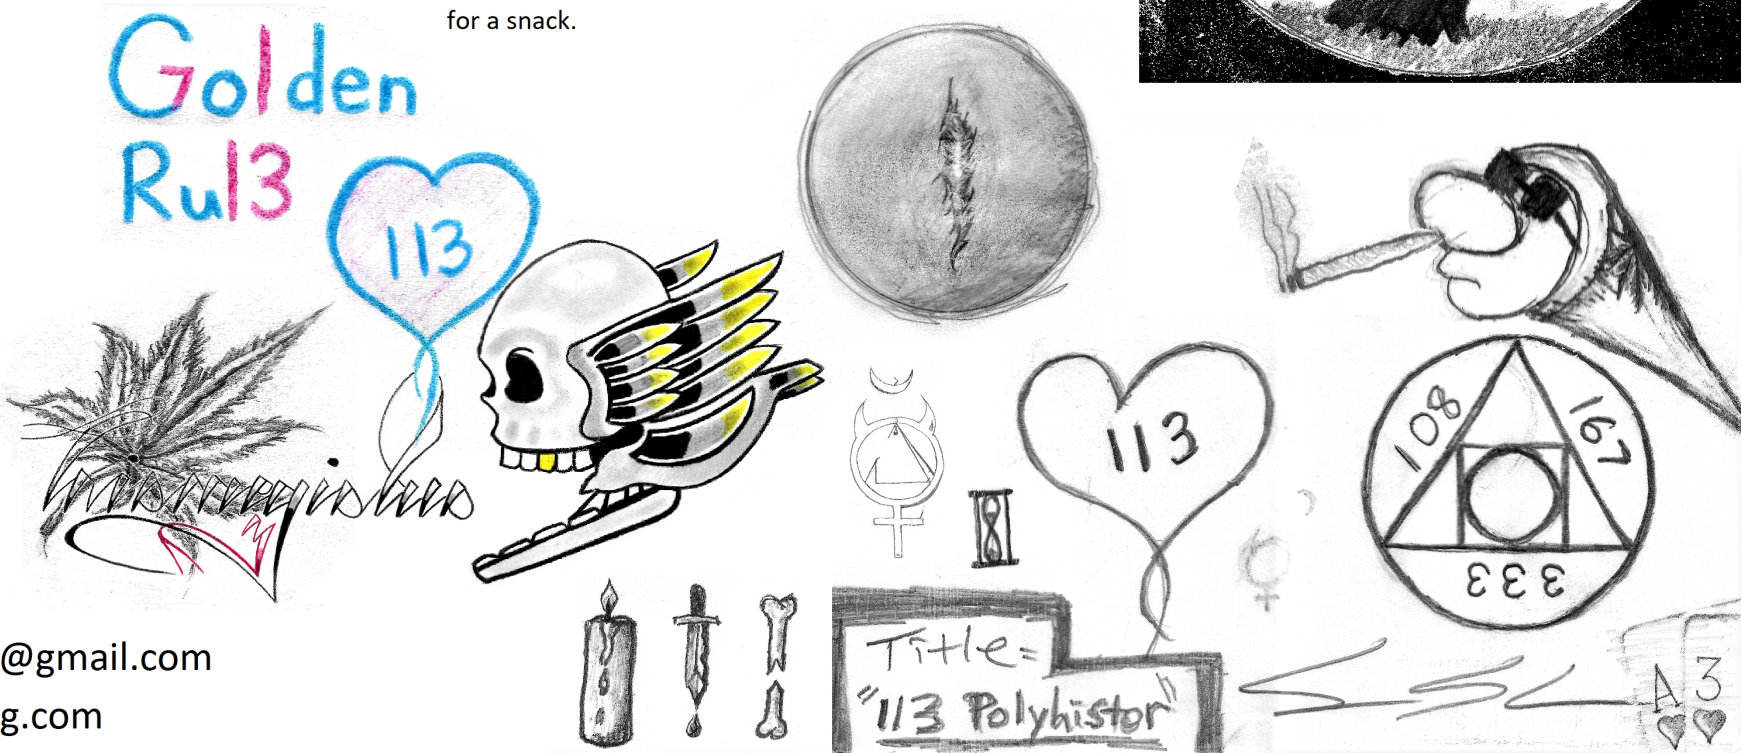 for a snack.
Golden
Rul3
113
@gmail.com
g.com
113
108
167
333
Title=
"113 Polyhistor"
A 3